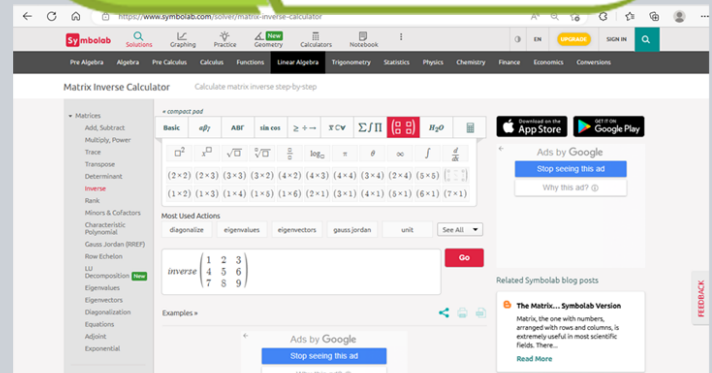 https://www.symbolab.com/solver/matrix-inverse-calculator
Symbolab
Solutions
Graphing
Practice
New
Geometry
Calculators
Notebook
EN
UPGRADE
SIGN IN
Pre Algebra Algebra Pre Calculus Calculus Functions Linear Algebra Trigonometry Statistics Physics Chemistry Finance Economics Conversions
Matrix Inverse Calculator
Calculate matrix inverse step-by-step
Matrices
Add, Subtract
Multiply, Power
Trace
Transpose
Determinant
Inverse
Rank
Minors & Cofactors
Characteristic
Polynomial
Gauss Jordan (RREF)
Row Echelon
LU
Decomposition New
Eigenvalues
Eigenvectors
Diagonalization
Equations
Adjoint
Exponential
« compact pad
Basic αβγ ΑΒΓ sin cos ≥ ÷ → x̄ ℂ ∀ Σ ∫ Π (□ □) H₂O
□² x^□ √□ ⁿ√□ □/□ log□ π θ ∞ ∫ d/dx
(2×2) (2×3) (3×3) (3×2) (4×2) (4×3) (4×4) (3×4) (2×4) (5×5)
(1×2) (1×3) (1×4) (1×5) (1×6) (2×1) (3×1) (4×1) (5×1) (6×1) (7×1)
Most Used Actions
diagonalize eigenvalues eigenvectors gauss jordan unit See All
inverse
1 2 3
4 5 6
7 8 9
Go
Examples »
Ads by Google
Stop seeing this ad
Download on the
App Store
GET IT ON
Google Play
Ads by Google
Stop seeing this ad
Why this ad?
Related Symbolab blog posts
The Matrix... Symbolab Version
Matrix, the one with numbers,
arranged with rows and columns, is
extremely useful in most scientific
fields. There...
Read More
FEEDBACK